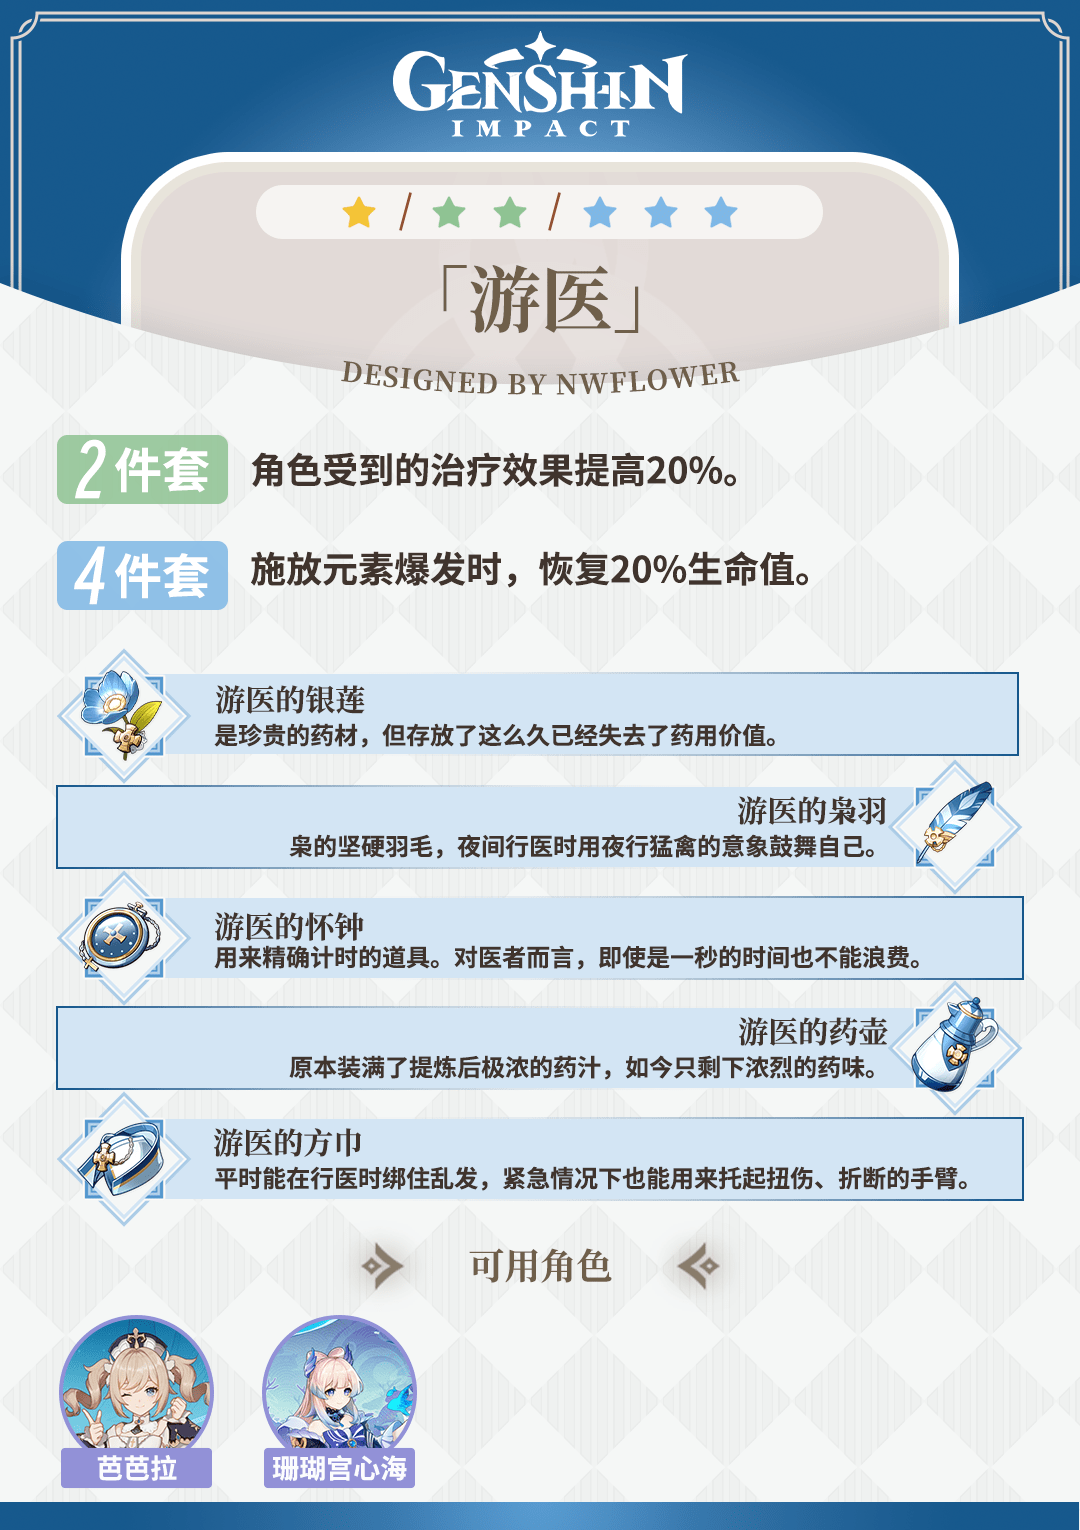 GENSHIN
IMPACT
「游医」
DESIGNED BY NWFLOWER
2件套
角色受到的治疗效果提高20%。
4件套
施放元素爆发时，恢复20%生命值。
游医的银莲
是珍贵的药材，但存放了这么久已经失去了药用价值。
游医的枭羽
枭的坚硬羽毛，夜间行医时用夜行猛禽的意象鼓舞自己。
游医的怀钟
用来精确计时的道具。对医者而言，即使是一秒的时间也不能浪费。
游医的药壶
原本装满了提炼后极浓的药汁，如今只剩下浓烈的药味。
游医的方巾
平时能在行医时绑住乱发，紧急情况下也能用来托起扭伤、折断的手臂。
可用角色
芭芭拉
珊瑚宫心海